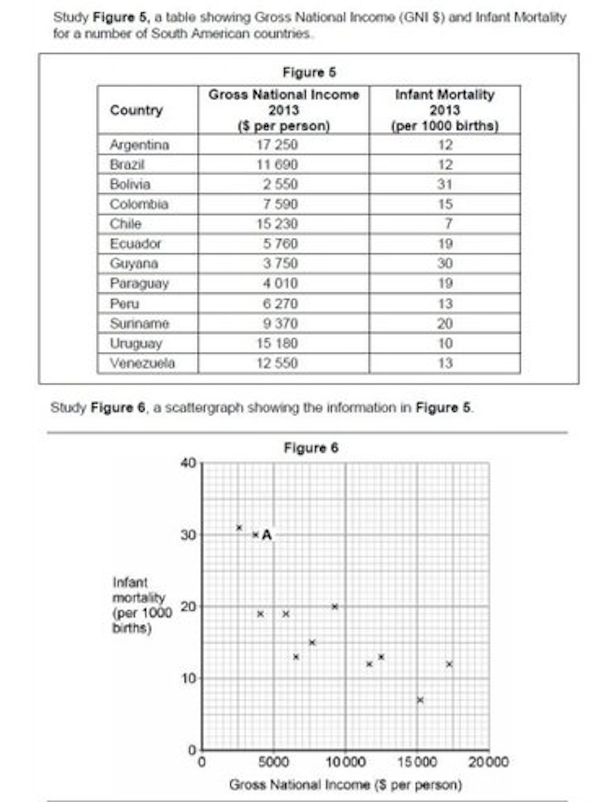 Study Figure 5, a table showing Gross National Income (GNI $) and Infant Mortality
for a number of South American countries.
Figure 5
Country Gross National Income 2013 ($ per person) Infant Mortality 2013 (per 1000 births)
Argentina 17 250 12
Brazil 11 690 12
Bolivia 2 550 31
Colombia 7 590 15
Chile 15 230 7
Ecuador 5 760 19
Guyana 3 750 30
Paraguay 4 010 19
Peru 6 270 13
Suriname 9 370 20
Uruguay 15 180 10
Venezuela 12 550 13
Study Figure 6, a scattergraph showing the information in Figure 5.
Figure 6
40
30
A
Infant
mortality
(per 1000
births)
20
10
0
0 5000 10000 15000 20000
Gross National Income ($ per person)